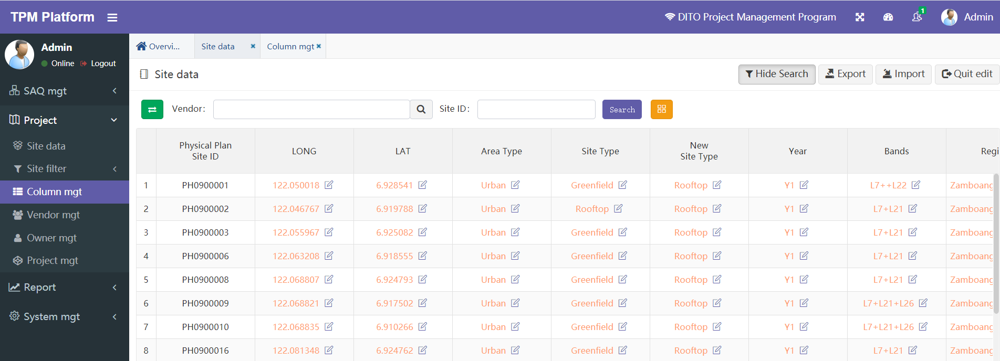 TPM Platform
DITO Project Management Program
1
Admin
Admin
Online Logout
SAQ mgt
Project
Site data
Site filter
Column mgt
Vendor mgt
Owner mgt
Project mgt
Report
System mgt
Overvi... Site data × Column mgt ×
Site data
Hide Search Export Import Quit edit
Vendor: Site ID: Search
Physical Plan Site ID LONG LAT Area Type Site Type New Site Type Year Bands Regi
1 PH0900001 122.050018 6.928541 Urban Greenfield Rooftop Y1 L7++L22 Zamboang
2 PH0900002 122.046767 6.919788 Urban Rooftop Rooftop Y1 L7+L21 Zamboang
3 PH0900003 122.055967 6.925082 Urban Greenfield Rooftop Y1 L7+L21 Zamboang
4 PH0900006 122.063208 6.918555 Urban Greenfield Rooftop Y1 L7+L21 Zamboang
5 PH0900008 122.068807 6.924793 Urban Greenfield Rooftop Y1 L7+L21 Zamboang
6 PH0900009 122.068821 6.917502 Urban Greenfield Rooftop Y1 L7+L21+L26 Zamboang
7 PH0900010 122.068835 6.910266 Urban Greenfield Rooftop Y1 L7+L21+L26 Zamboang
8 PH0900016 122.081348 6.924762 Urban Greenfield Rooftop Y1 L7+L21 Zamboang